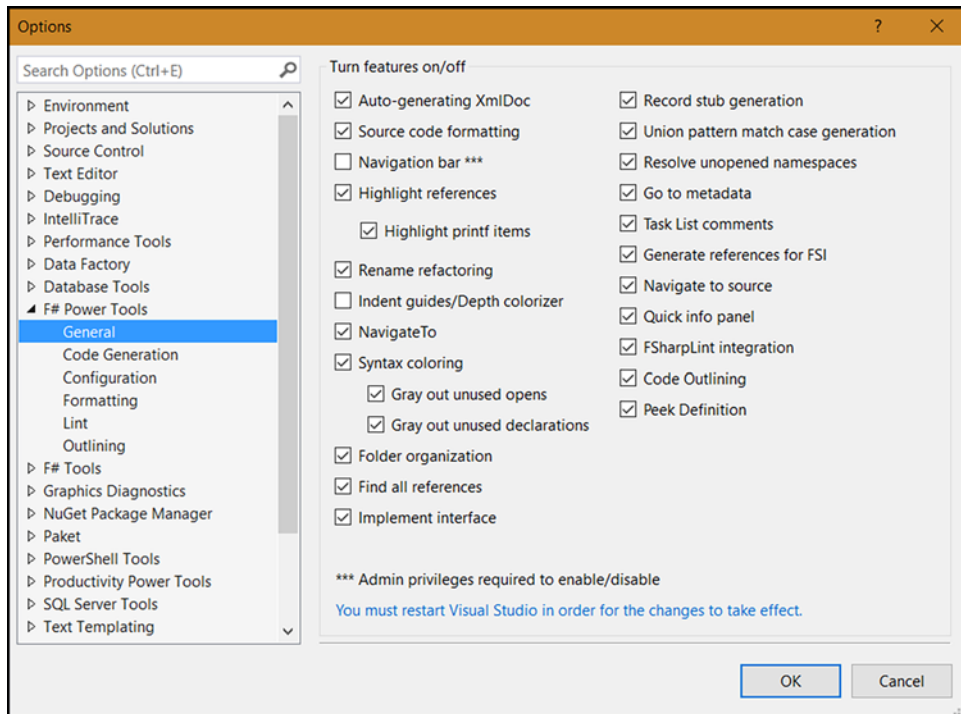 Options
Search Options (Ctrl+E)
Environment
Projects and Solutions
Source Control
Text Editor
Debugging
IntelliTrace
Performance Tools
Data Factory
Database Tools
F# Power Tools
General
Code Generation
Configuration
Formatting
Lint
Outlining
F# Tools
Graphics Diagnostics
NuGet Package Manager
Paket
PowerShell Tools
Productivity Power Tools
SQL Server Tools
Text Templating
Turn features on/off
Auto-generating XmlDoc
Source code formatting
Navigation bar ***
Highlight references
Highlight printf items
Rename refactoring
Indent guides/Depth colorizer
NavigateTo
Syntax coloring
Gray out unused opens
Gray out unused declarations
Folder organization
Find all references
Implement interface
Record stub generation
Union pattern match case generation
Resolve unopened namespaces
Go to metadata
Task List comments
Generate references for FSI
Navigate to source
Quick info panel
FSharpLint integration
Code Outlining
Peek Definition
*** Admin privileges required to enable/disable
You must restart Visual Studio in order for the changes to take effect.
OK
Cancel